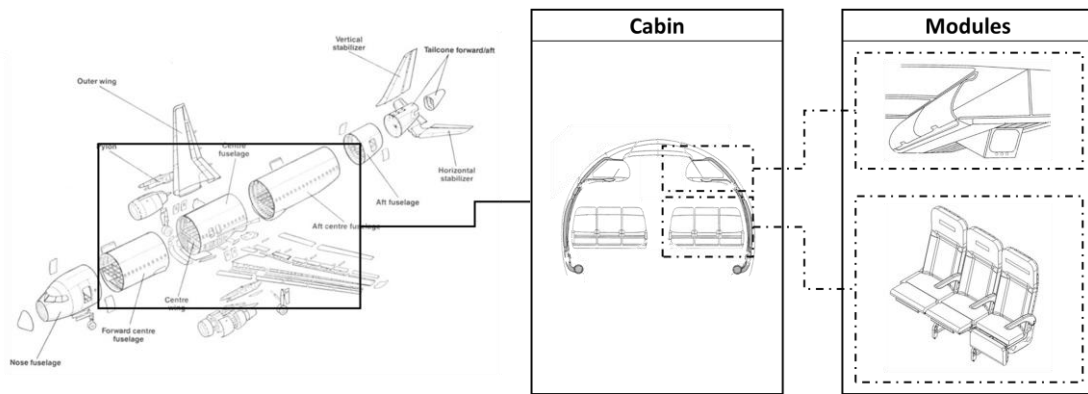 Cabin
Modules
Vertical
stabilizer
Tailcone forward/aft
Outer wing
Centre
fuselage
Horizontal
stabilizer
Aft fuselage
Aft centre fuselage
Centre
wing
Forward centre
fuselage
Nose fuselage